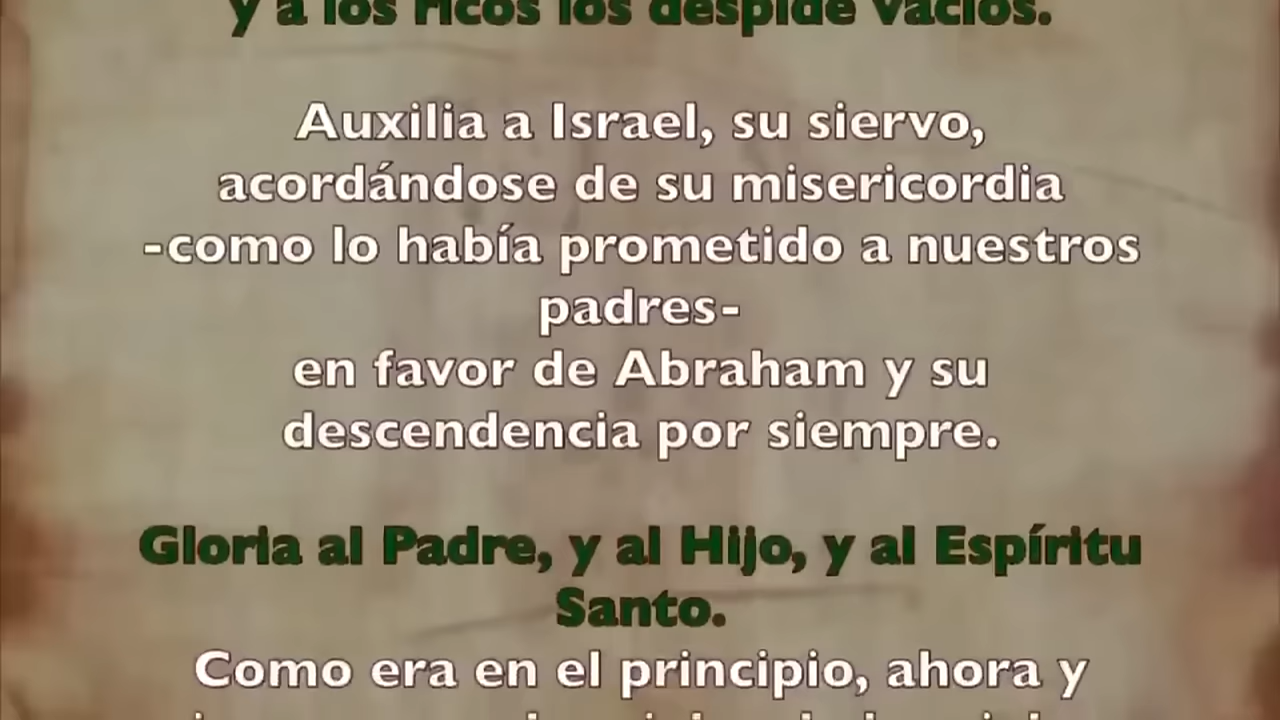 y a los ricos los despide vacíos.
Auxilia a Israel, su siervo,
acordándose de su misericordia
-como lo había prometido a nuestros
padres-
en favor de Abraham y su
descendencia por siempre.
Gloria al Padre, y al Hijo, y al Espíritu
Santo.
Como era en el principio, ahora y